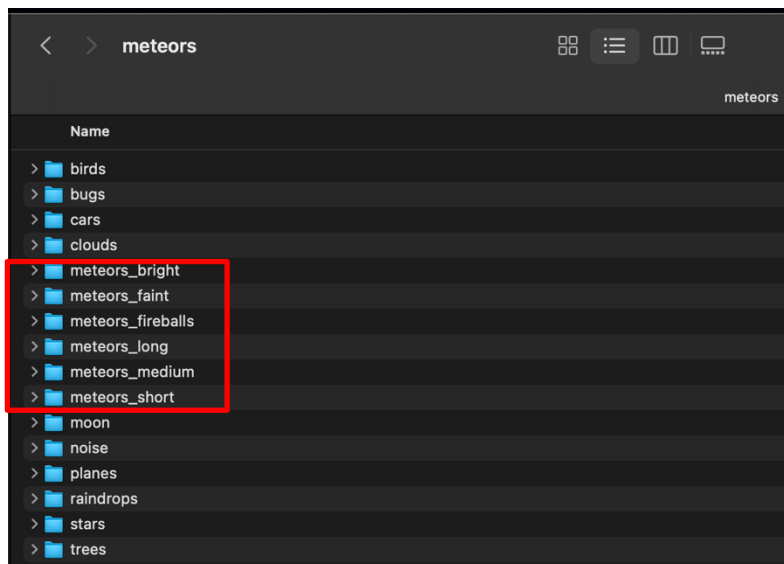 meteors
meteors
Name
birds
bugs
cars
clouds
meteors_bright
meteors_faint
meteors_fireballs
meteors_long
meteors_medium
meteors_short
moon
noise
planes
raindrops
stars
trees